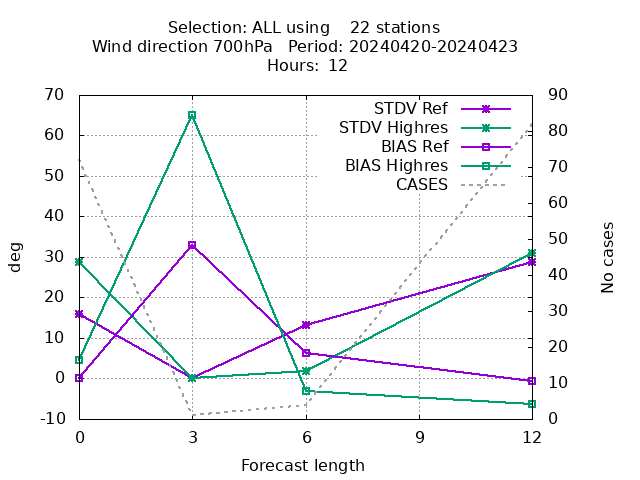 Selection: ALL using    22 stations
Wind direction 700hPa   Period: 20240420-20240423
Hours: 12
STDV Ref
STDV Highres
BIAS Ref
BIAS Highres
CASES
70
60
50
40
30
20
10
0
-10
deg
90
80
70
60
50
40
30
20
10
0
No cases
0 3 6 9 12
Forecast length